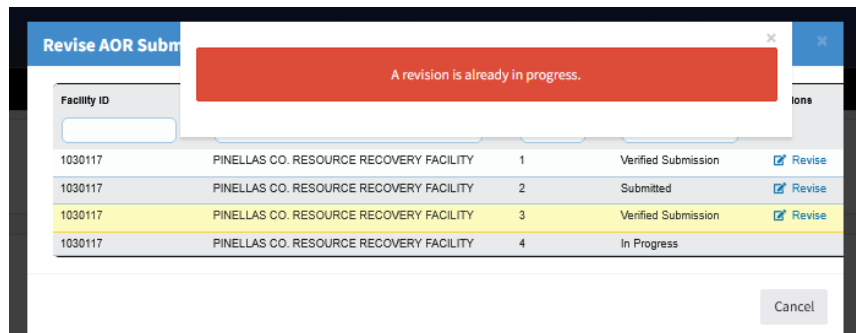 Revise AOR Subm
× ×
A revision is already in progress.
Facility ID ions
1030117 PINELLAS CO. RESOURCE RECOVERY FACILITY 1 Verified Submission Revise
1030117 PINELLAS CO. RESOURCE RECOVERY FACILITY 2 Submitted Revise
1030117 PINELLAS CO. RESOURCE RECOVERY FACILITY 3 Verified Submission Revise
1030117 PINELLAS CO. RESOURCE RECOVERY FACILITY 4 In Progress
Cancel